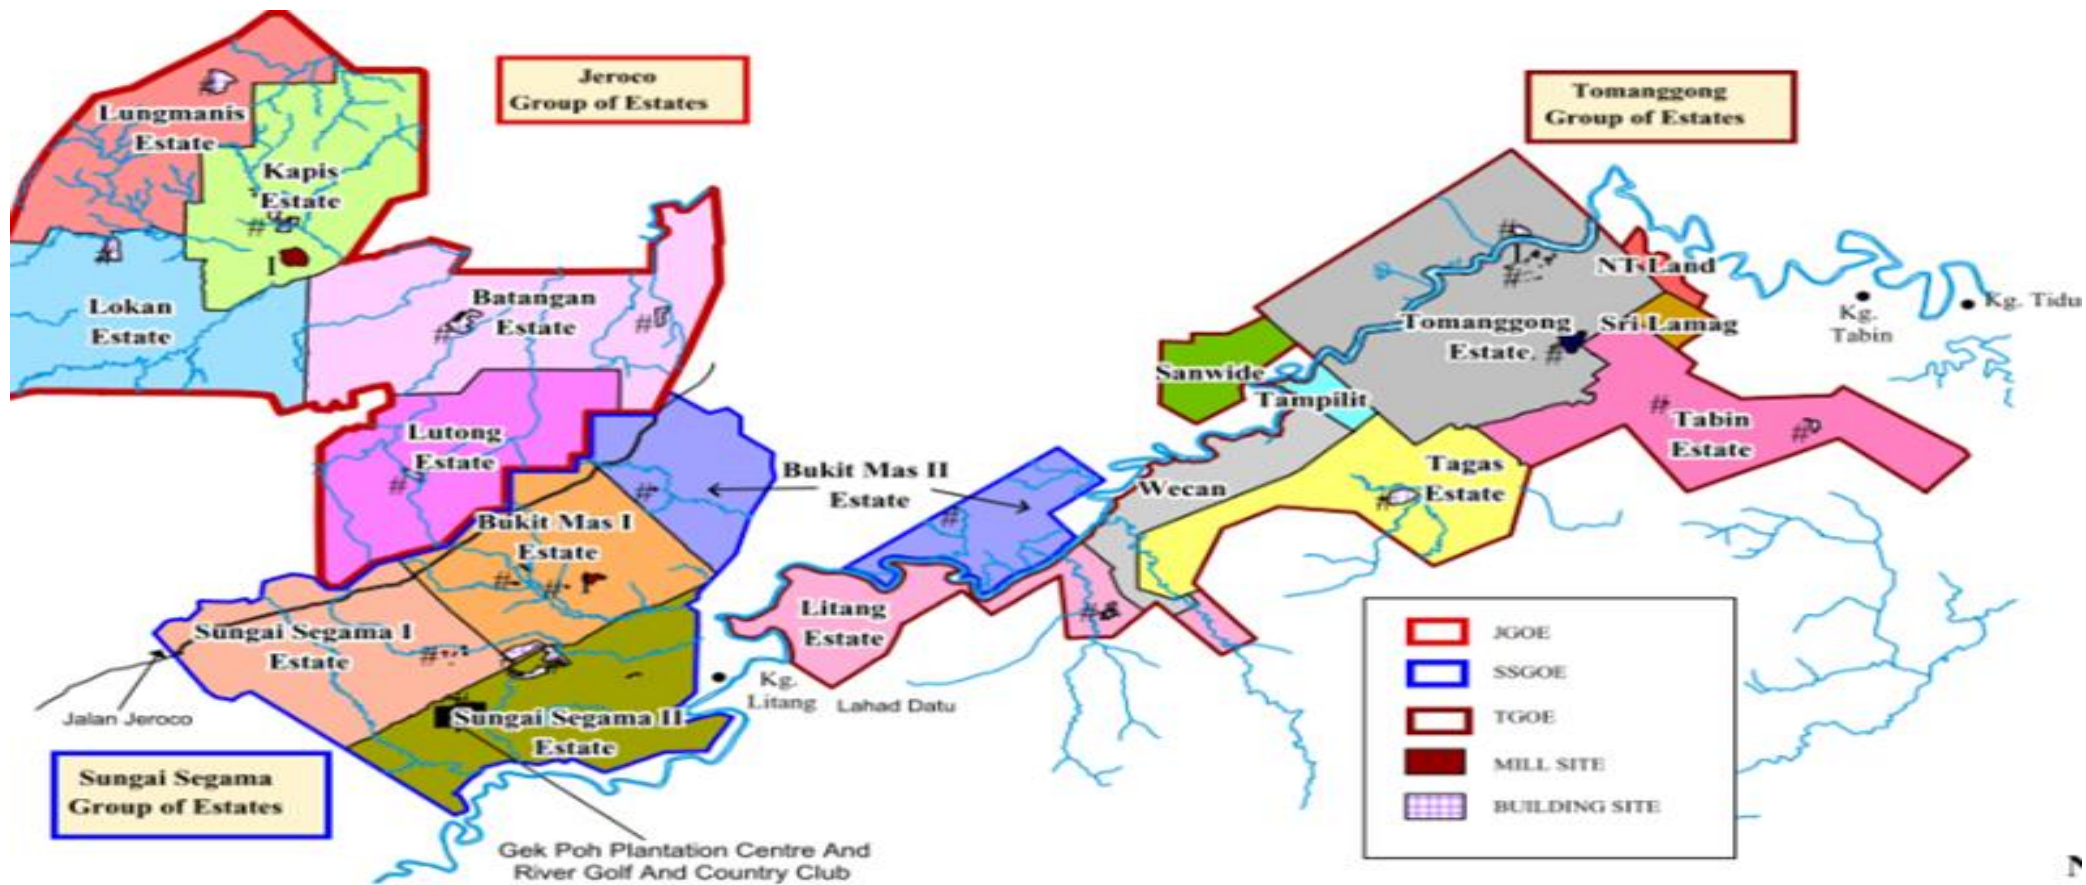 Jeroco
Group of Estates
Tomanggong
Group of Estates
Lungmanis
Estate
Kapis
Estate
Lokan
Estate
Batangan
Estate
Lutong
Estate
Bukit Mas I
Estate
Bukit Mas II
Estate
Sungai Segama I
Estate
Sungai Segama II
Estate
Jalan Jeroco
Sungai Segama
Group of Estates
Gek Poh Plantation Centre And
River Golf And Country Club
Kg.
Litang
Lahad Datu
Litang
Estate
Wecan
Sanwide
Tampilit
Tomanggong
Estate.
NTsLand
Sri Lamag
Tabin
Estate
Tagas
Estate
Kg.
Tabin
Kg. Tidu
JGOE
SSGOE
TGOE
MILL SITE
BUILDING SITE
N